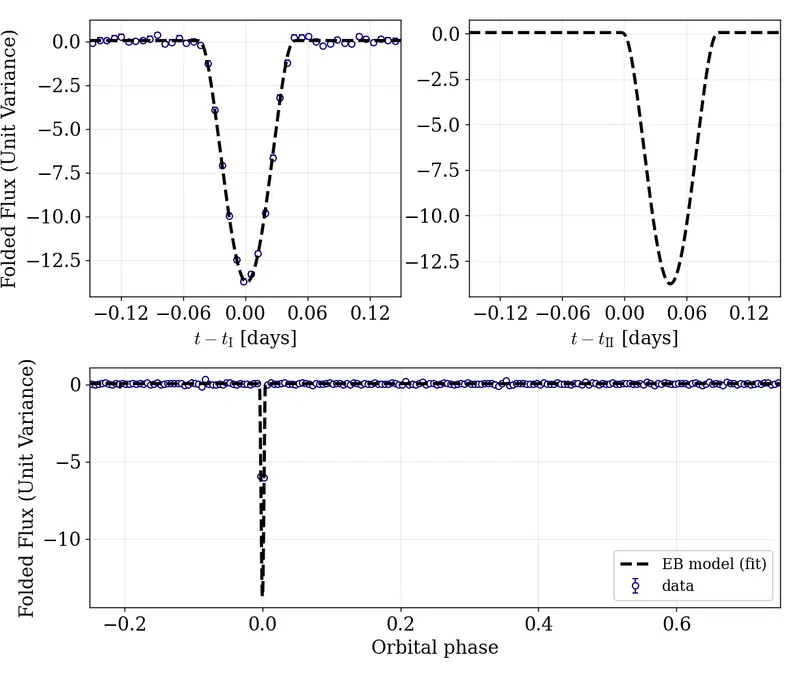 Folded Flux (Unit Variance)
0.0
−2.5
−5.0
−7.5
−10.0
−12.5
−0.12 −0.06 0.00 0.06 0.12
t − t_I [days]
0.0
−2.5
−5.0
−7.5
−10.0
−12.5
−0.12 −0.06 0.00 0.06 0.12
t − t_II [days]
Folded Flux (Unit Variance)
0
−5
−10
EB model (fit)
data
−0.2 0.0 0.2 0.4 0.6
Orbital phase